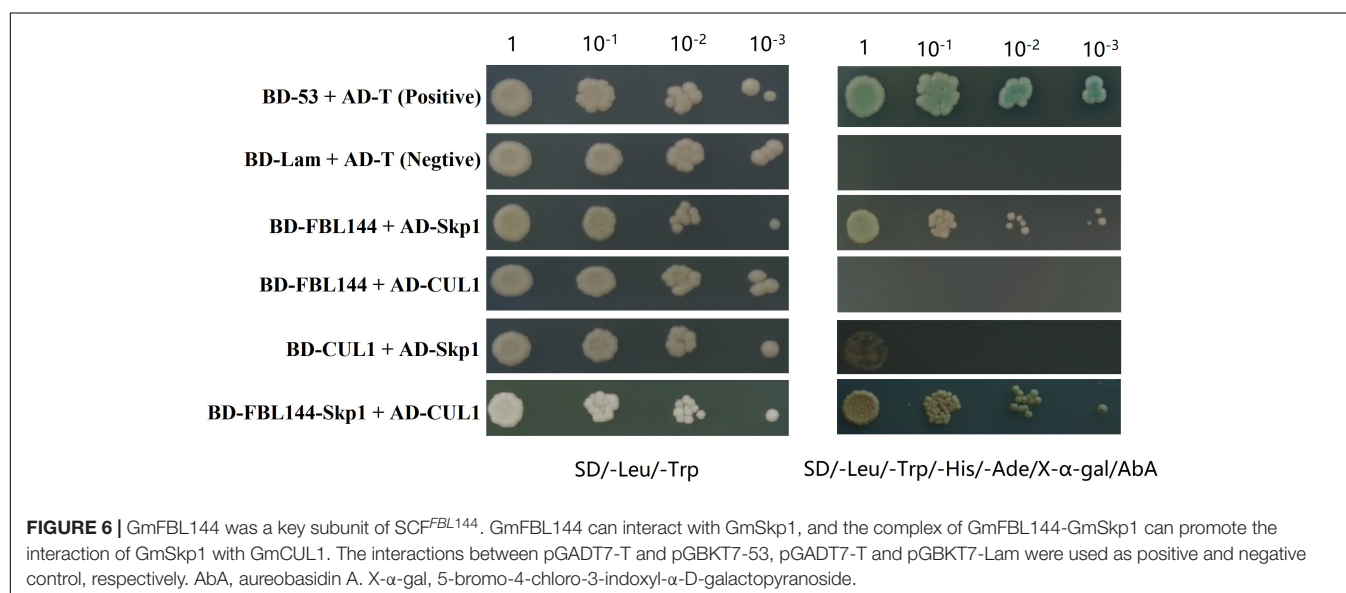 1 10⁻¹ 10⁻² 10⁻³ 1 10⁻¹ 10⁻² 10⁻³
BD-53 + AD-T (Positive)
BD-Lam + AD-T (Negtive)
BD-FBL144 + AD-Skp1
BD-FBL144 + AD-CUL1
BD-CUL1 + AD-Skp1
BD-FBL144-Skp1 + AD-CUL1
SD/-Leu/-Trp SD/-Leu/-Trp/-His/-Ade/X-α-gal/AbA
FIGURE 6 | GmFBL144 was a key subunit of SCFFBL144. GmFBL144 can interact with GmSkp1, and the complex of GmFBL144-GmSkp1 can promote the
interaction of GmSkp1 with GmCUL1. The interactions between pGADT7-T and pGBKT7-53, pGADT7-T and pGBKT7-Lam were used as positive and negative
control, respectively. AbA, aureobasidin A. X-α-gal, 5-bromo-4-chloro-3-indoxyl-α-D-galactopyranoside.